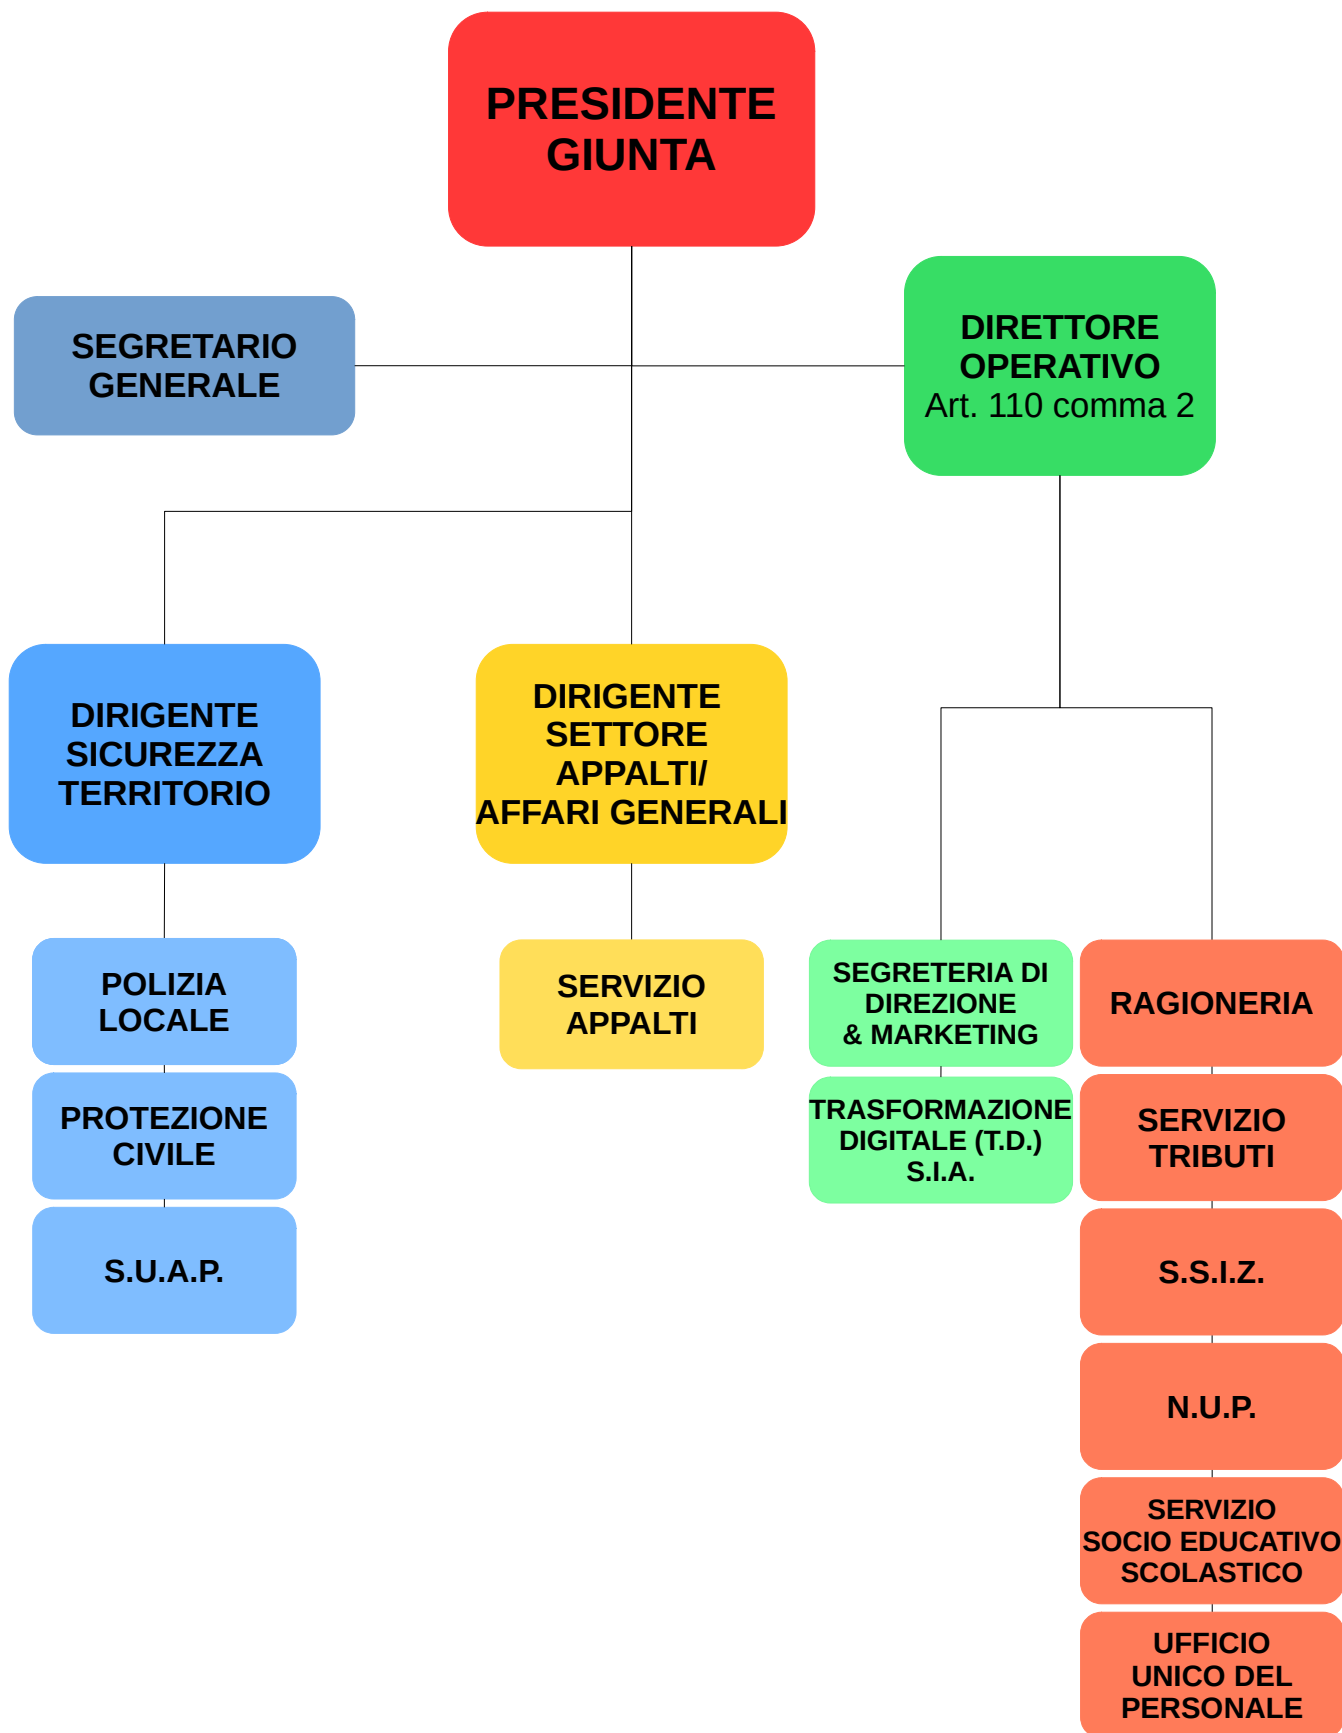 PRESIDENTE
GIUNTA
SEGRETARIO
GENERALE
DIRETTORE
OPERATIVO
Art. 110 comma 2
DIRIGENTE
SICUREZZA
TERRITORIO
DIRIGENTE
SETTORE
APPALTI/
AFFARI GENERALI
POLIZIA
LOCALE
PROTEZIONE
CIVILE
S.U.A.P.
SERVIZIO
APPALTI
SEGRETERIA DI
DIREZIONE
& MARKETING
TRASFORMAZIONE
DIGITALE (T.D.)
S.I.A.
RAGIONERIA
SERVIZIO
TRIBUTI
S.S.I.Z.
N.U.P.
SERVIZIO
SOCIO EDUCATIVO
SCOLASTICO
UFFICIO
UNICO DEL
PERSONALE